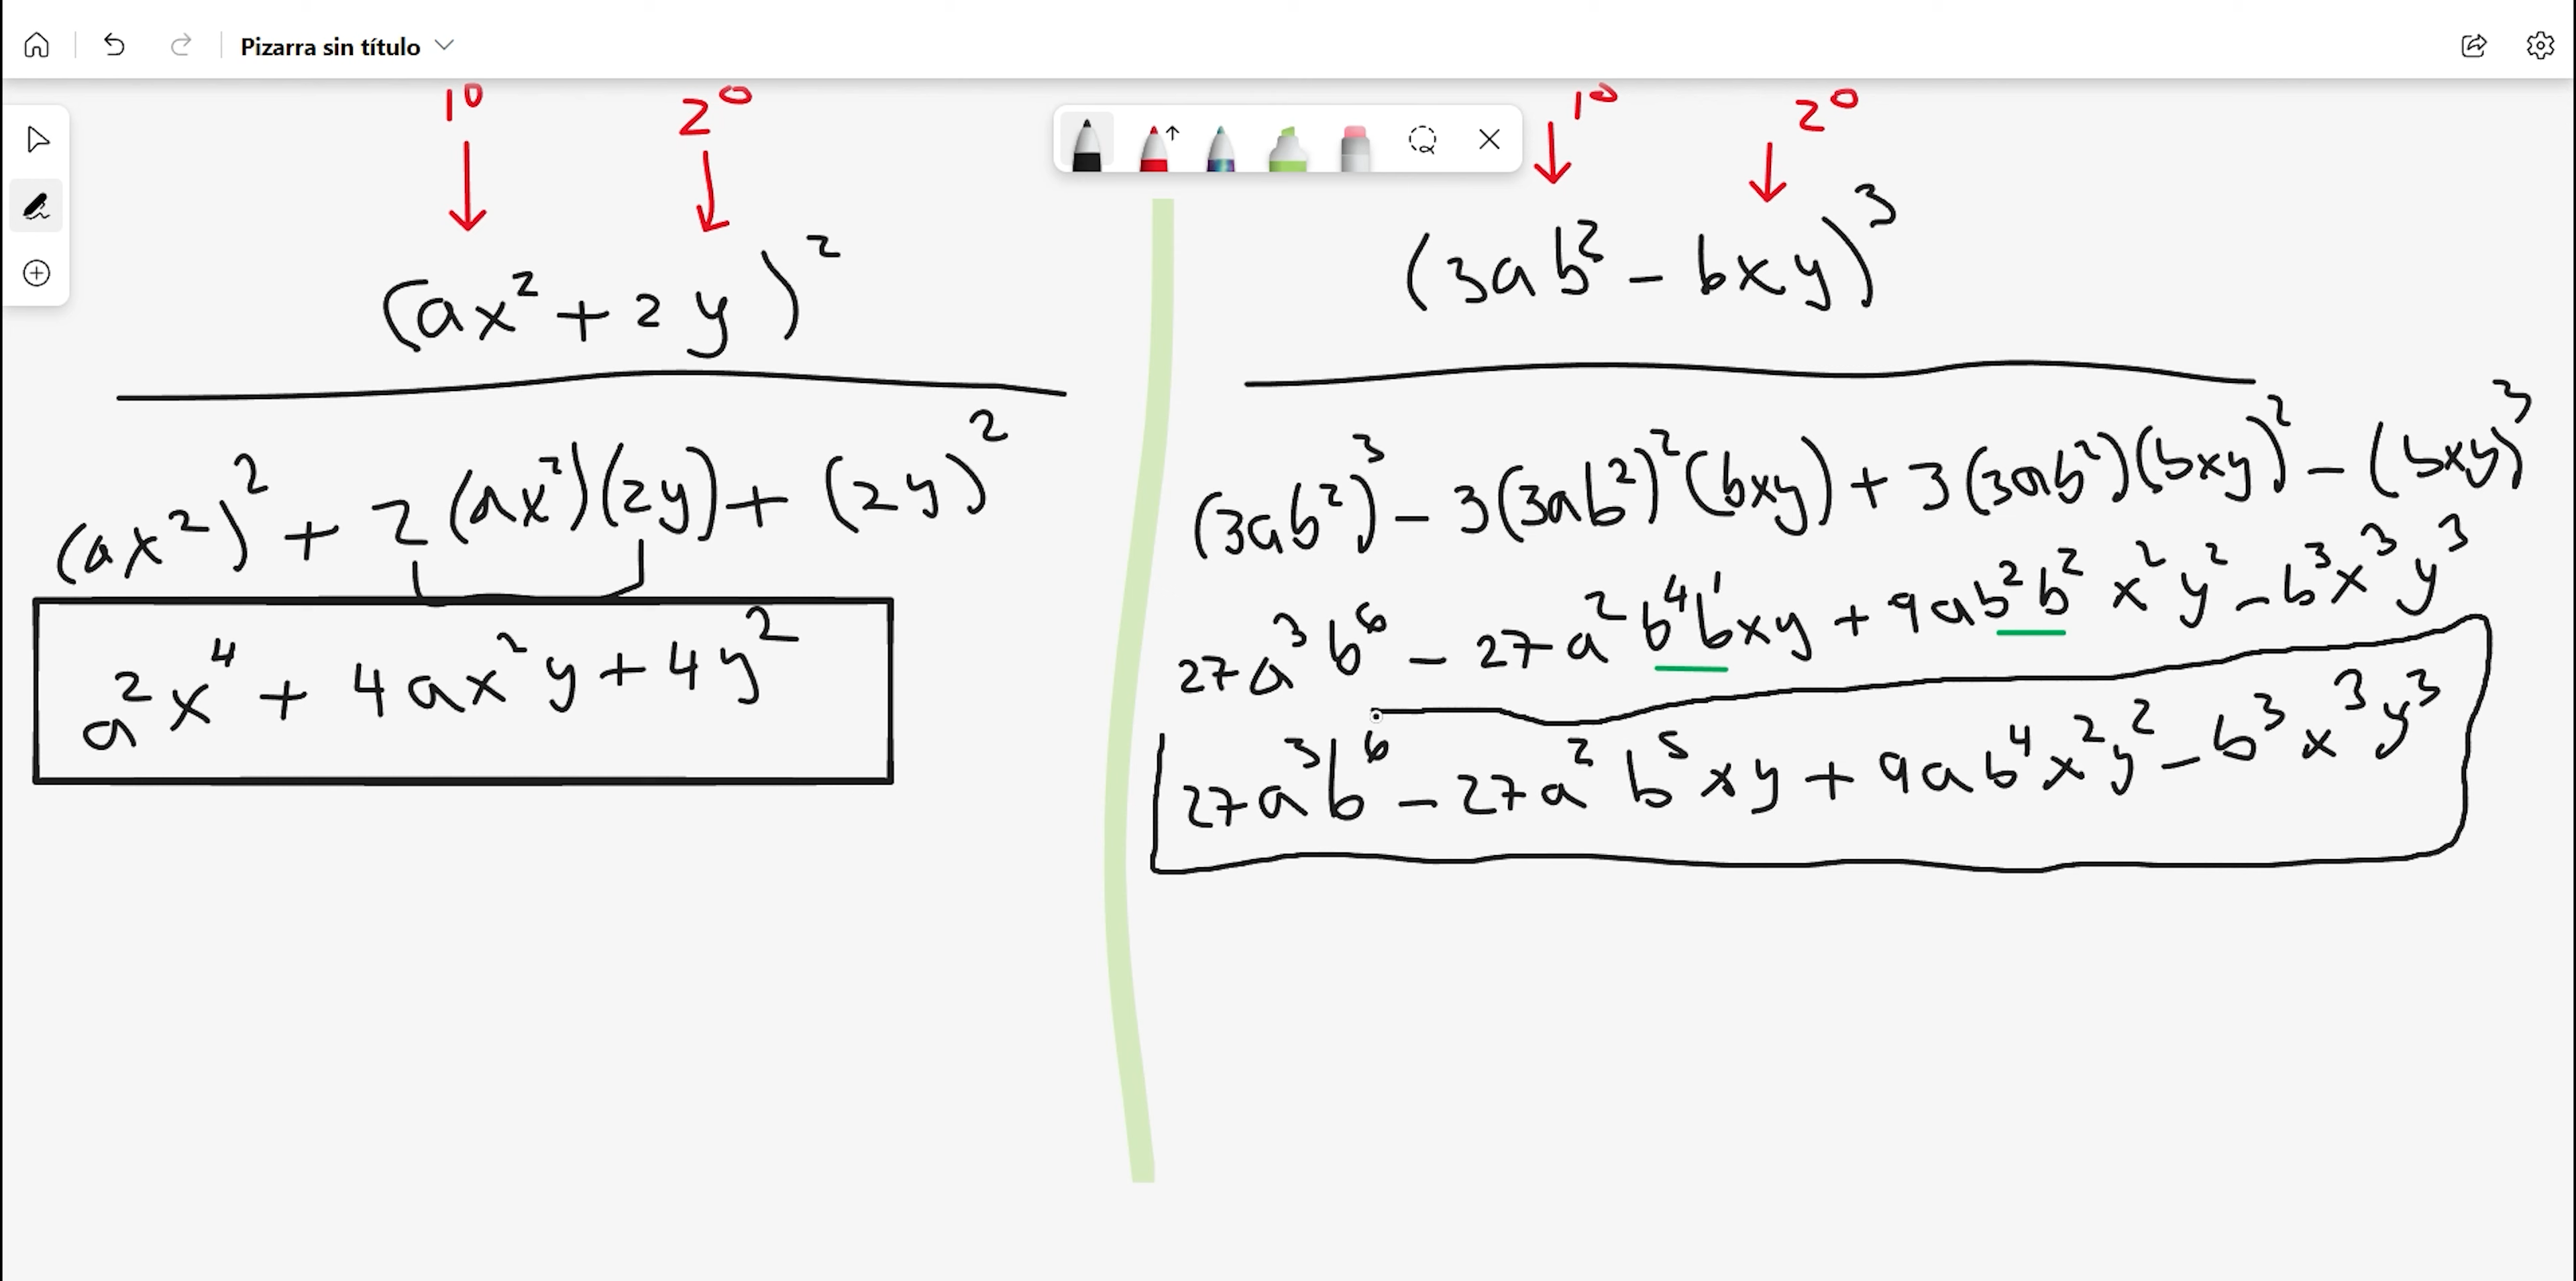 Pizarra sin título
1º 2º
(ax² + 2y)²
(ax²)² + 2(ax²)(2y) + (2y)²
a²x⁴ + 4ax²y + 4y²
1º 2º
(3ab² - bxy)³
(3ab²)³ - 3(3ab²)²(bxy) + 3(3ab²)(bxy)² - (bxy)³
27a³b⁶ - 27a²b⁴b¹xy + 9ab²b²x²y² - b³x³y³
27a³b⁶ - 27a²b⁵xy + 9ab⁴x²y² - b³x³y³